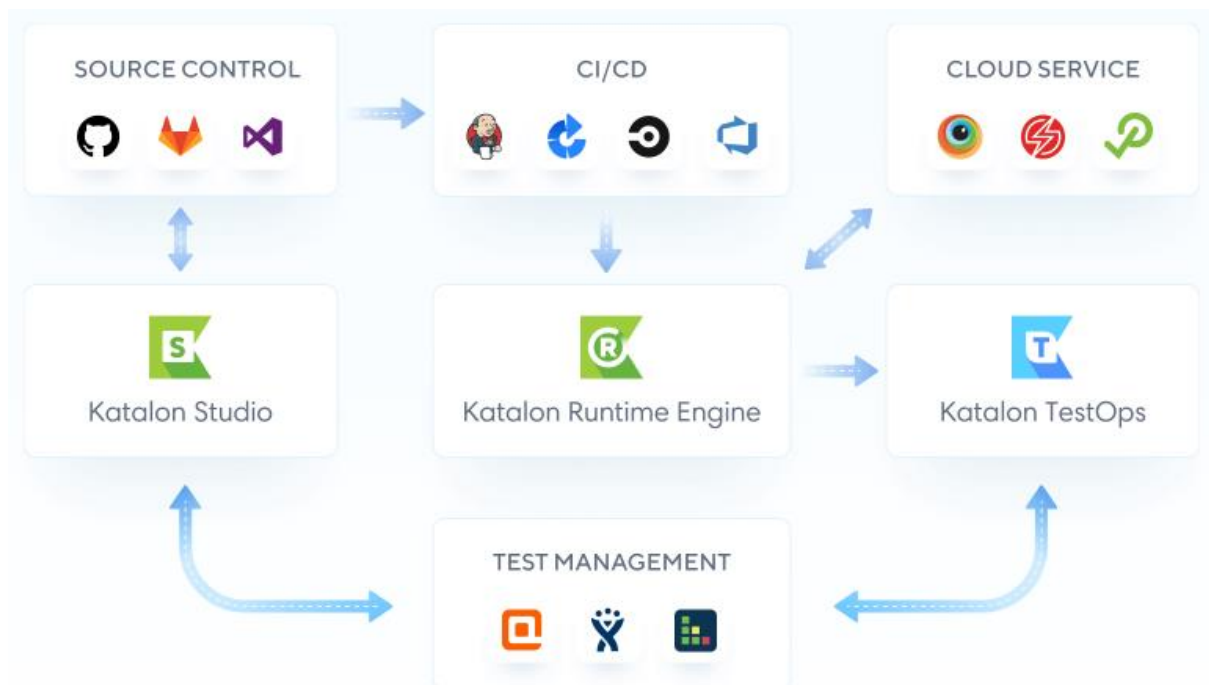 SOURCE CONTROL
CI/CD
CLOUD SERVICE
S
Katalon Studio
R
Katalon Runtime Engine
T
Katalon TestOps
TEST MANAGEMENT